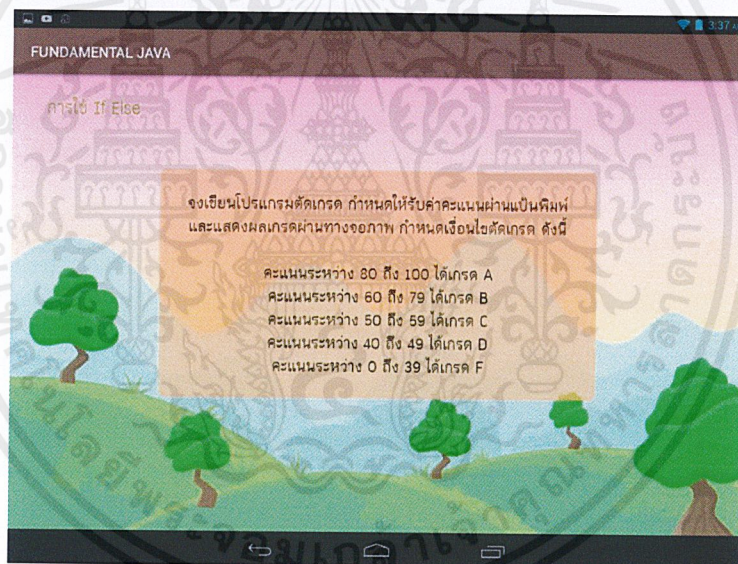 3:37
FUNDAMENTAL JAVA
การใช้ If Else
จงเขียนโปรแกรมตัดเกรด กำหนดให้รับค่าคะแนนผ่านแป้นพิมพ์
และแสดงผลเกรดผ่านทางจอภาพ กำหนดเงื่อนไขตัดเกรด ดังนี้
คะแนนระหว่าง 80 ถึง 100 ได้เกรด A
คะแนนระหว่าง 60 ถึง 79 ได้เกรด B
คะแนนระหว่าง 50 ถึง 59 ได้เกรด C
คะแนนระหว่าง 40 ถึง 49 ได้เกรด D
คะแนนระหว่าง 0 ถึง 39 ได้เกรด F